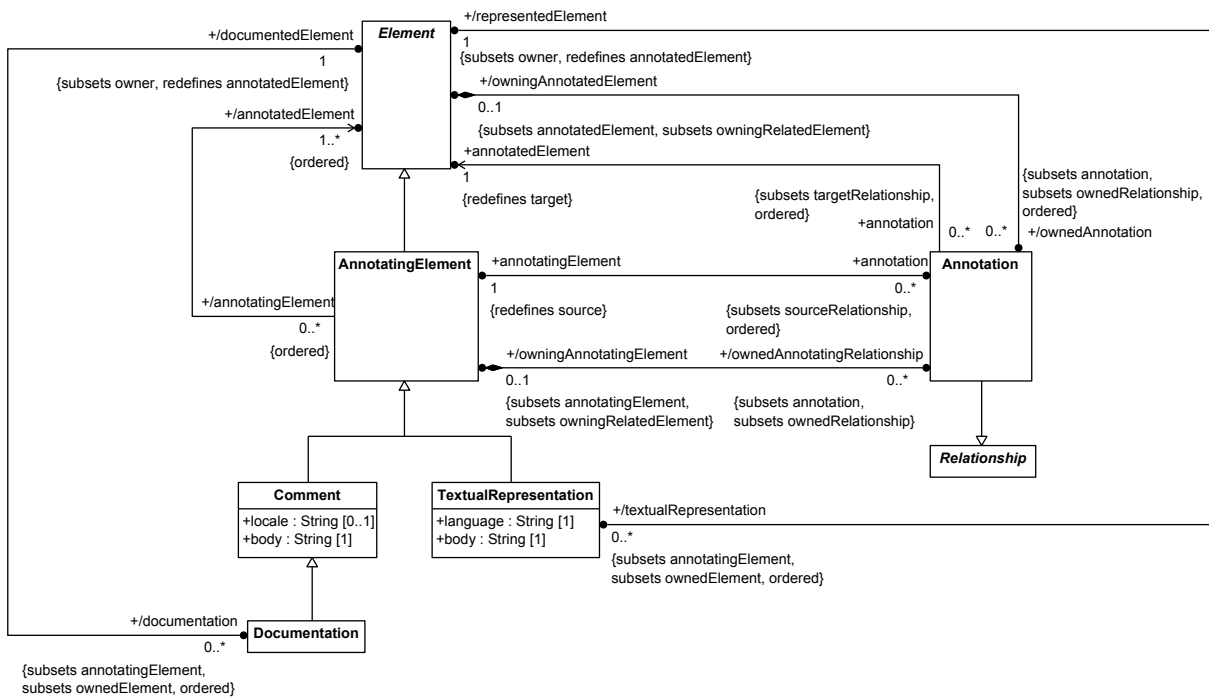 +/representedElement
Element
+/documentedElement
1
1
{subsets owner, redefines annotatedElement}
{subsets owner, redefines annotatedElement}
+/owningAnnotatedElement
0..1
+/annotatedElement
{subsets annotatedElement, subsets owningRelatedElement}
1..*
+annotatedElement
{ordered}
1
{subsets annotation,
subsets ownedRelationship,
ordered}
{redefines target}
{subsets targetRelationship,
ordered}
+annotation
0..*
0..*
+/ownedAnnotation
AnnotatingElement
+annotatingElement
+annotation
Annotation
1
0..*
+/annotatingElement
{redefines source}
{subsets sourceRelationship,
ordered}
0..*
{ordered}
+/owningAnnotatingElement
+/ownedAnnotatingRelationship
0..1
0..*
{subsets annotatingElement,
subsets owningRelatedElement}
{subsets annotation,
subsets ownedRelationship}
Relationship
Comment
+locale : String [0..1]
+body : String [1]
TextualRepresentation
+language : String [1]
+body : String [1]
+/textualRepresentation
0..*
{subsets annotatingElement,
subsets ownedElement, ordered}
+/documentation
Documentation
0..*
{subsets annotatingElement,
subsets ownedElement, ordered}